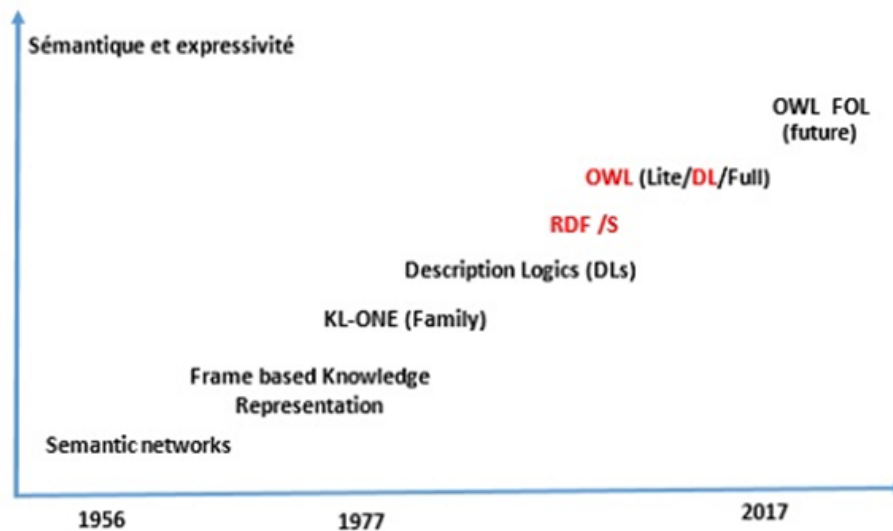 Sémantique et expressivité
OWL FOL
(future)
OWL (Lite/DL/Full)
RDF /S
Description Logics (DLs)
KL-ONE (Family)
Frame based Knowledge
Representation
Semantic networks
1956
1977
2017